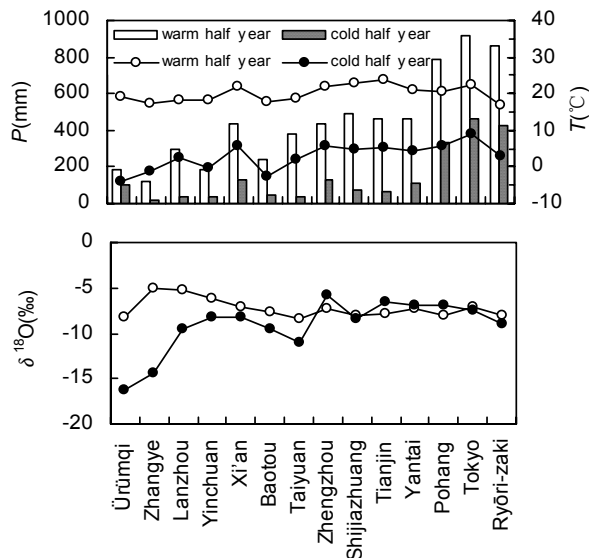 P(mm)
1000
800
600
400
200
0
warm half year
cold half year
warm half year
cold half year
40
30
20
10
0
-10
T(℃)
δ 18O(‰)
0
-5
-10
-15
-20
Ürümqi
Zhangye
Lanzhou
Yinchuan
Xi'an
Baotou
Taiyuan
Zhengzhou
Shijiazhuang
Tianjin
Yantai
Pohang
Tokyo
Ryōri-zaki